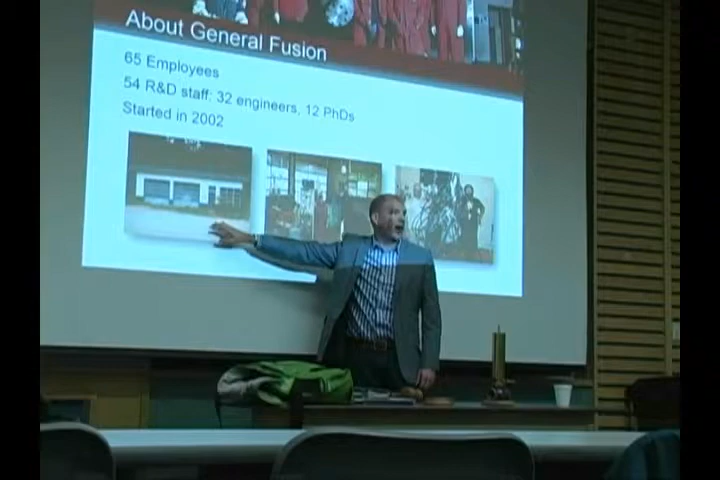 About General Fusion
65 Employees
54 R&D staff: 32 engineers, 12 PhDs
Started in 2002